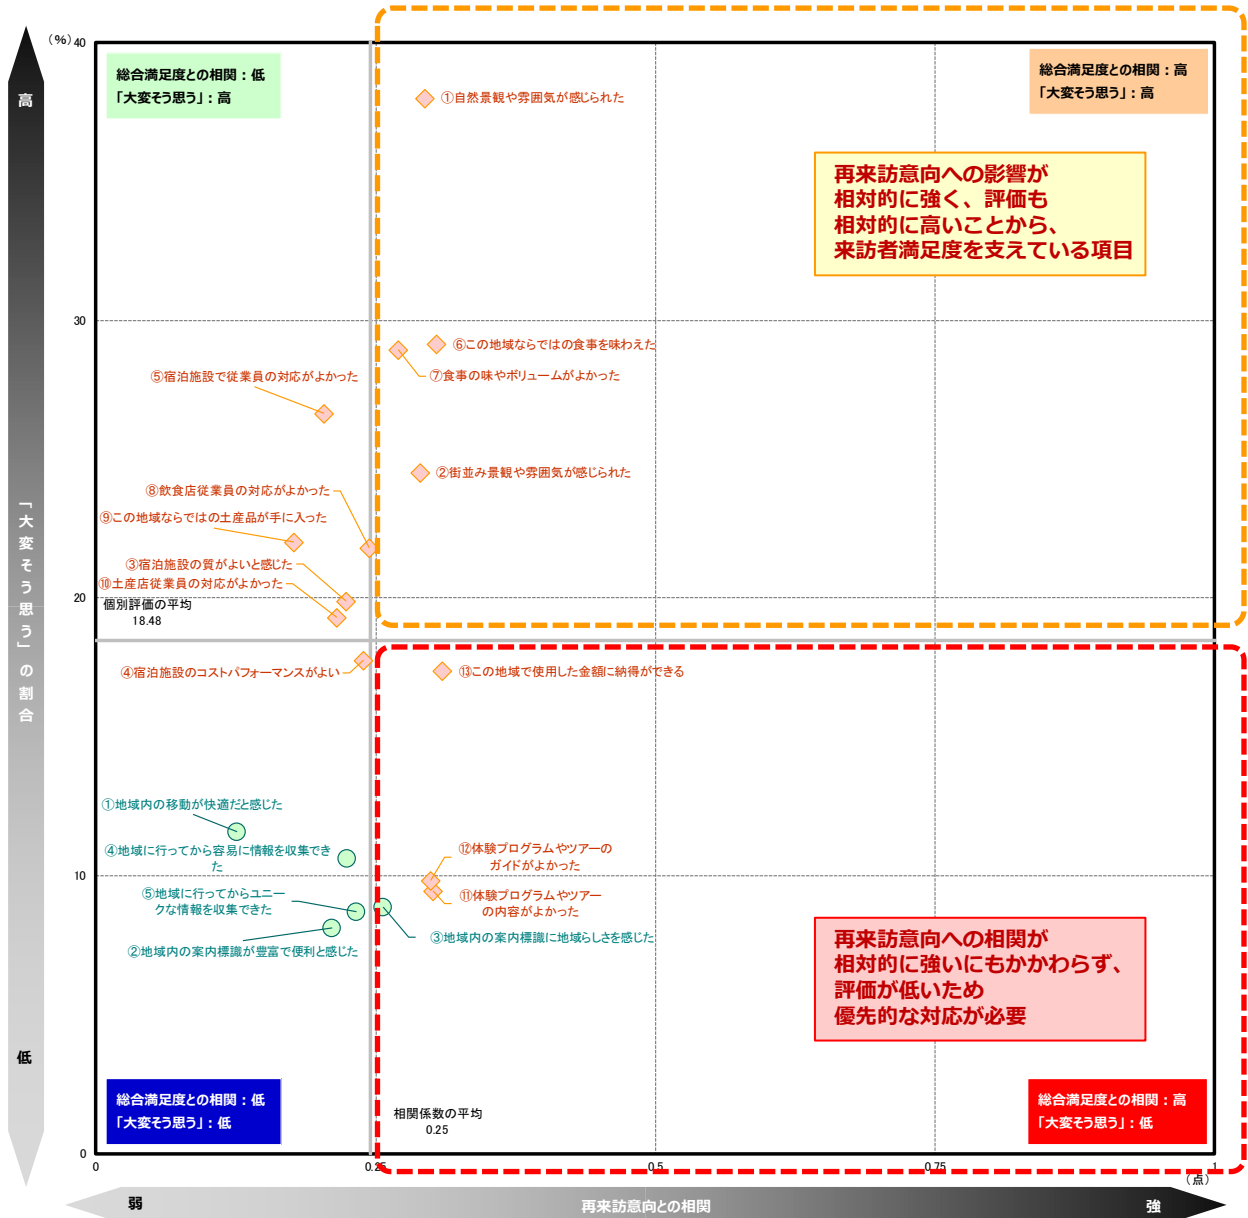 (%)
40
30
20
10
0
0
0.25
0.5
0.75
1
(点)
高
「大変そう思う」の割合
低
弱
再来訪意向との相関
強
総合満足度との相関：低
「大変そう思う」：高
総合満足度との相関：高
「大変そう思う」：高
①自然景観や雰囲気が感じられた
再来訪意向への影響が
相対的に強く、評価も
相対的に高いことから、
来訪者満足度を支えている項目
⑥この地域ならではの食事を味わえた
⑦食事の味やボリュームがよかった
⑤宿泊施設で従業員の対応がよかった
②街並み景観や雰囲気が感じられた
⑧飲食店従業員の対応がよかった
⑨この地域ならではの土産品が手に入った
③宿泊施設の質がよいと感じた
⑩土産店従業員の対応がよかった
個別評価の平均
18.48
④宿泊施設のコストパフォーマンスがよい
⑬この地域で使用した金額に納得ができる
①地域内の移動が快適だと感じた
④地域に行ってから容易に情報を収集でき
た
⑤地域に行ってからユニー
クな情報を収集できた
②地域内の案内標識が豊富で便利と感じた
⑫体験プログラムやツアーの
ガイドがよかった
⑪体験プログラムやツアー
の内容がよかった
③地域内の案内標識に地域らしさを感じた
再来訪意向への相関が
相対的に強いにもかかわらず、
評価が低いため
優先的な対応が必要
総合満足度との相関：低
「大変そう思う」：低
相関係数の平均
0.25
総合満足度との相関：高
「大変そう思う」：低